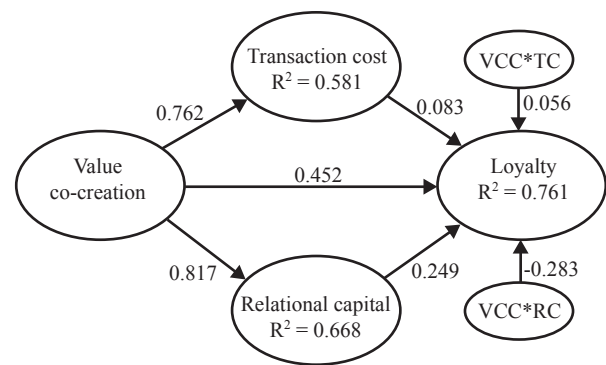 Transaction cost
R² = 0.581
VCC*TC
0.762
0.083
0.056
Value
co-creation
0.452
Loyalty
R² = 0.761
0.817
0.249
-0.283
Relational capital
R² = 0.668
VCC*RC